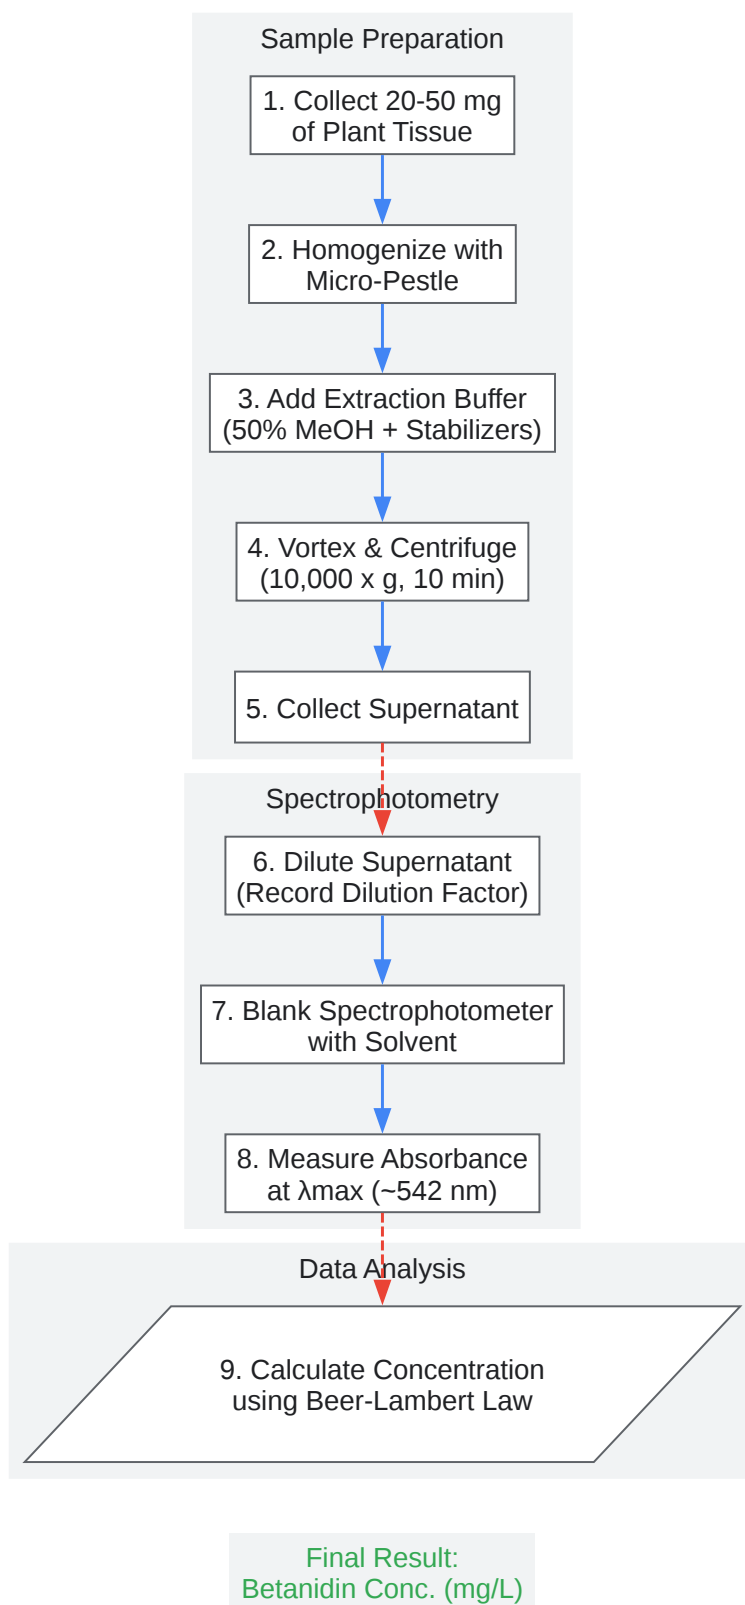 Sample Preparation
1. Collect 20-50 mg
of Plant Tissue
2. Homogenize with
Micro-Pestle
3. Add Extraction Buffer
(50% MeOH + Stabilizers)
4. Vortex & Centrifuge
(10,000 x g, 10 min)
5. Collect Supernatant
Spectrophotometry
6. Dilute Supernatant
(Record Dilution Factor)
7. Blank Spectrophotometer
with Solvent
8. Measure Absorbance
at λmax (~542 nm)
Data Analysis
9. Calculate Concentration
using Beer-Lambert Law
Final Result:
Betanidin Conc. (mg/L)